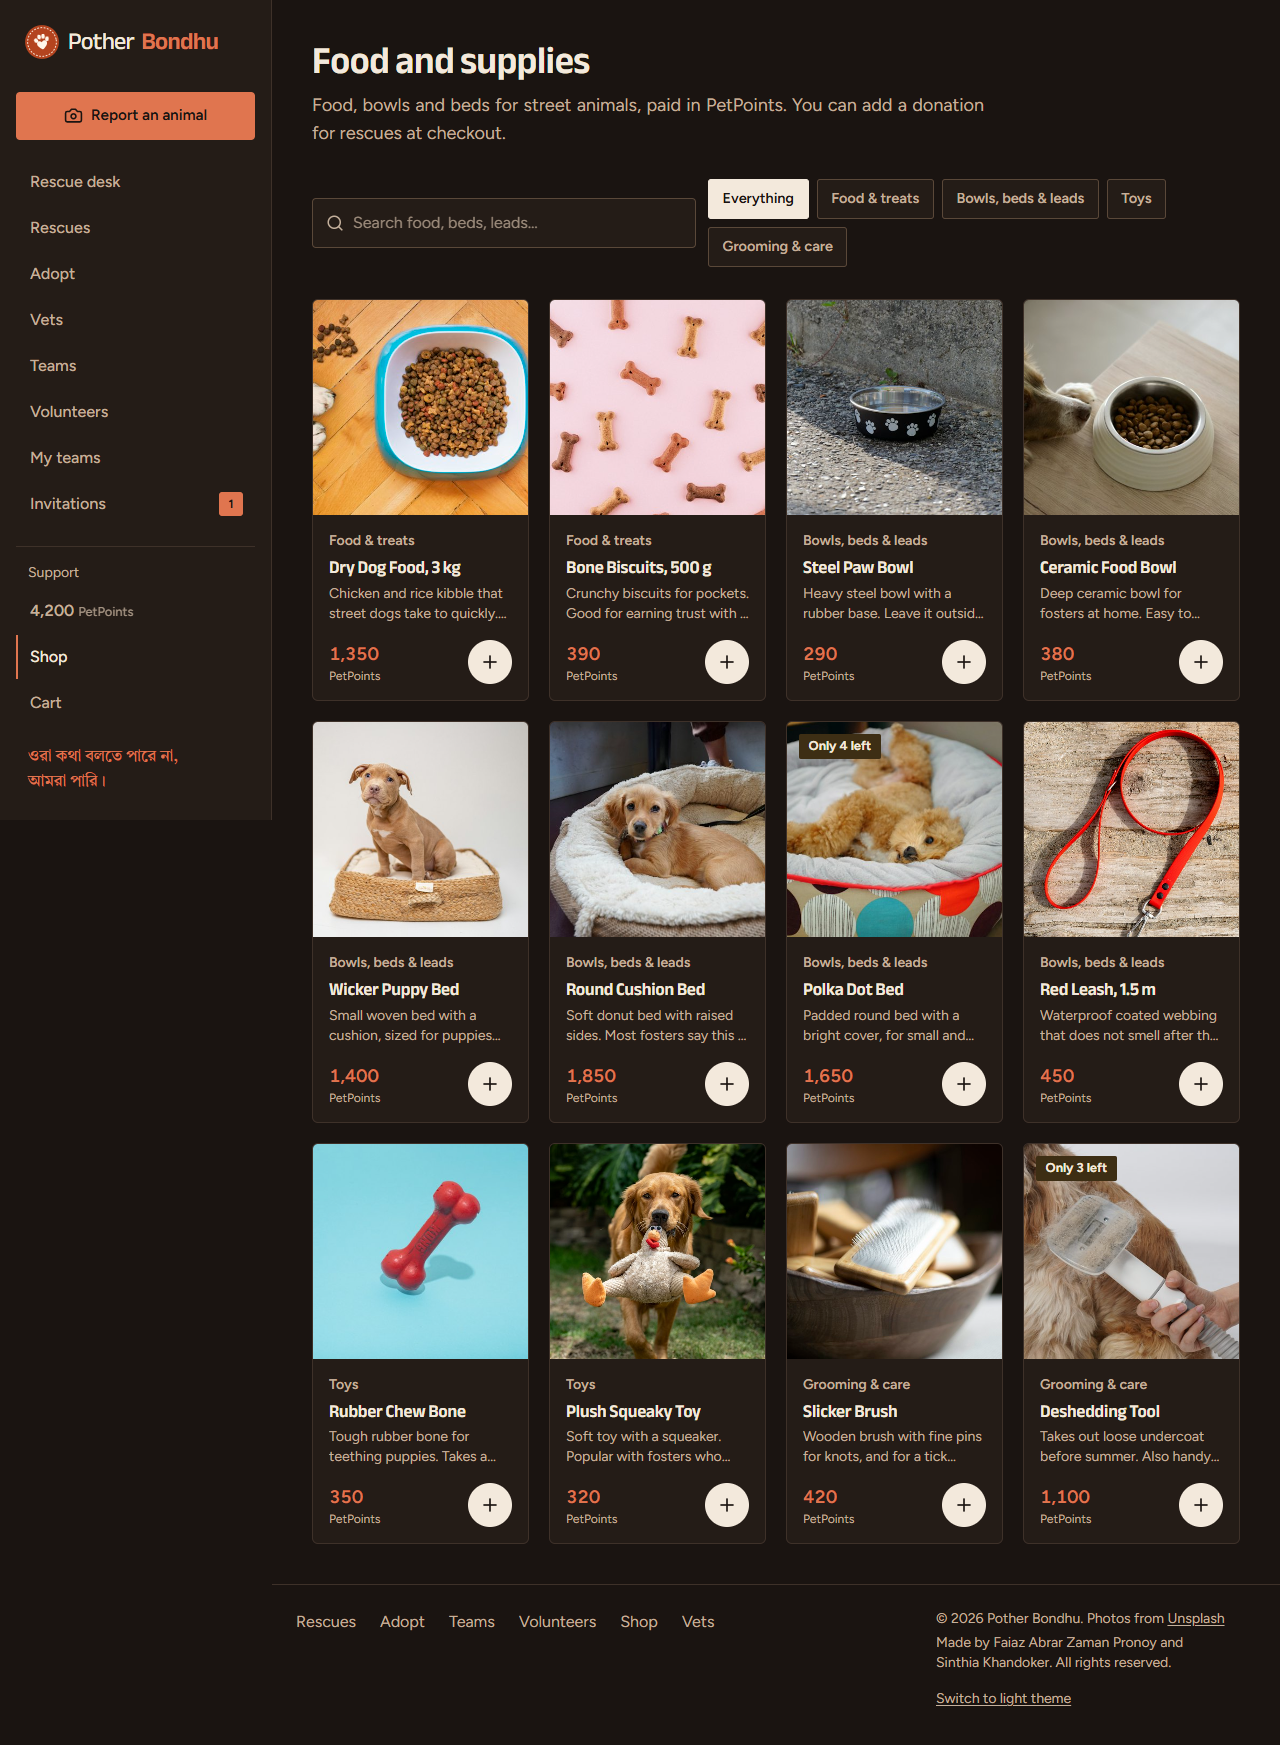 Pother Bondhu
Report an animal
Rescue desk
Rescues
Adopt
Vets
Teams
Volunteers
My teams
Invitations 1
Support
4,200 PetPoints
Shop
Cart
ওরা কথা বলতে পারে না,
আমরা পারি।
Food and supplies
Food, bowls and beds for street animals, paid in PetPoints. You can add a donation
for rescues at checkout.
Search food, beds, leads...
Everything
Food & treats
Bowls, beds & leads
Toys
Grooming & care
Food & treats
Dry Dog Food, 3 kg
Chicken and rice kibble that
street dogs take to quickly....
1,350
PetPoints
Food & treats
Bone Biscuits, 500 g
Crunchy biscuits for pockets.
Good for earning trust with ...
390
PetPoints
Bowls, beds & leads
Steel Paw Bowl
Heavy steel bowl with a
rubber base. Leave it outsid...
290
PetPoints
Bowls, beds & leads
Ceramic Food Bowl
Deep ceramic bowl for
fosters at home. Easy to...
380
PetPoints
Bowls, beds & leads
Wicker Puppy Bed
Small woven bed with a
cushion, sized for puppies...
1,400
PetPoints
Bowls, beds & leads
Round Cushion Bed
Soft donut bed with raised
sides. Most fosters say this ...
1,850
PetPoints
Only 4 left
Bowls, beds & leads
Polka Dot Bed
Padded round bed with a
bright cover, for small and...
1,650
PetPoints
Bowls, beds & leads
Red Leash, 1.5 m
Waterproof coated webbing
that does not smell after th...
450
PetPoints
Toys
Rubber Chew Bone
Tough rubber bone for
teething puppies. Takes a...
350
PetPoints
Toys
Plush Squeaky Toy
Soft toy with a squeaker.
Popular with fosters who...
320
PetPoints
Grooming & care
Slicker Brush
Wooden brush with fine pins
for knots, and for a tick...
420
PetPoints
Only 3 left
Grooming & care
Deshedding Tool
Takes out loose undercoat
before summer. Also handy...
1,100
PetPoints
Rescues
Adopt
Teams
Volunteers
Shop
Vets
© 2026 Pother Bondhu. Photos from Unsplash
Made by Faiaz Abrar Zaman Pronoy and
Sinthia Khandoker. All rights reserved.
Switch to light theme